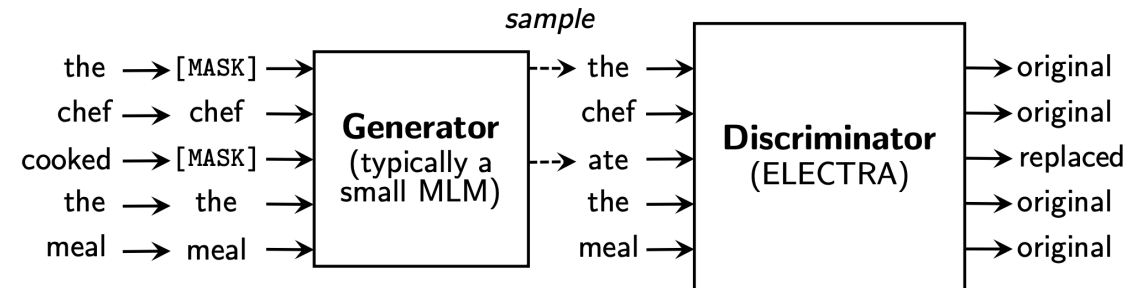 sample
the [MASK] the original
chef chef chef original
cooked [MASK] ate replaced
the the the original
meal meal meal original
Generator
(typically a
small MLM)
Discriminator
(ELECTRA)